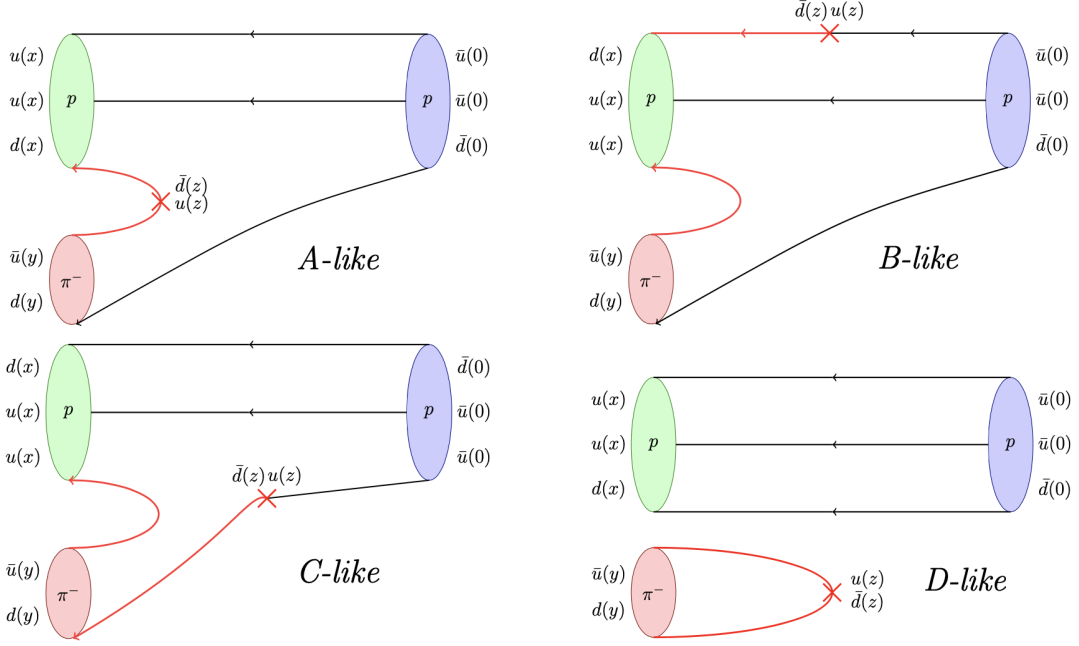 u(x)
u(x)
d(x)
p
p
ū(0)
ū(0)
d̄(0)
d̄(z)
u(z)
ū(y)
d(y)
π⁻
A-like
d̄(z) u(z)
d(x)
u(x)
u(x)
p
p
ū(0)
ū(0)
d̄(0)
ū(y)
d(y)
π⁻
B-like
d(x)
u(x)
u(x)
p
p
d̄(0)
ū(0)
ū(0)
d̄(z) u(z)
ū(y)
d(y)
π⁻
C-like
u(x)
u(x)
d(x)
p
p
ū(0)
ū(0)
d̄(0)
ū(y)
d(y)
π⁻
u(z)
d̄(z)
D-like